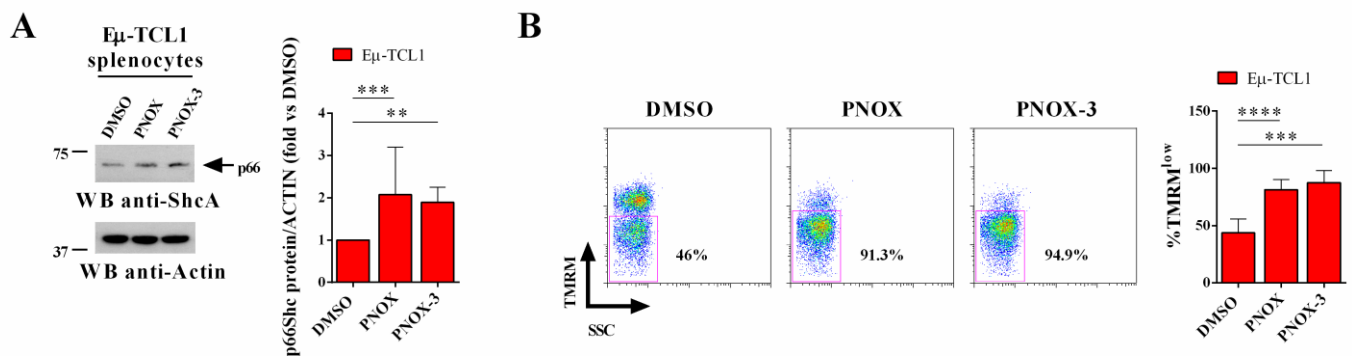 A
Eμ-TCL1
splenocytes
DMSO
PNOX
PNOX-3
75
p66
WB anti-ShcA
37
WB anti-Actin
p66Shc protein/ACTIN (fold vs DMSO)
Eμ-TCL1
***
**
4
3
2
1
0
DMSO
PNOX
PNOX-3
B
DMSO
PNOX
PNOX-3
46%
91.3%
94.9%
TMRM
SSC
Eμ-TCL1
%TMRMlow
****
***
150
100
50
0
DMSO
PNOX
PNOX-3